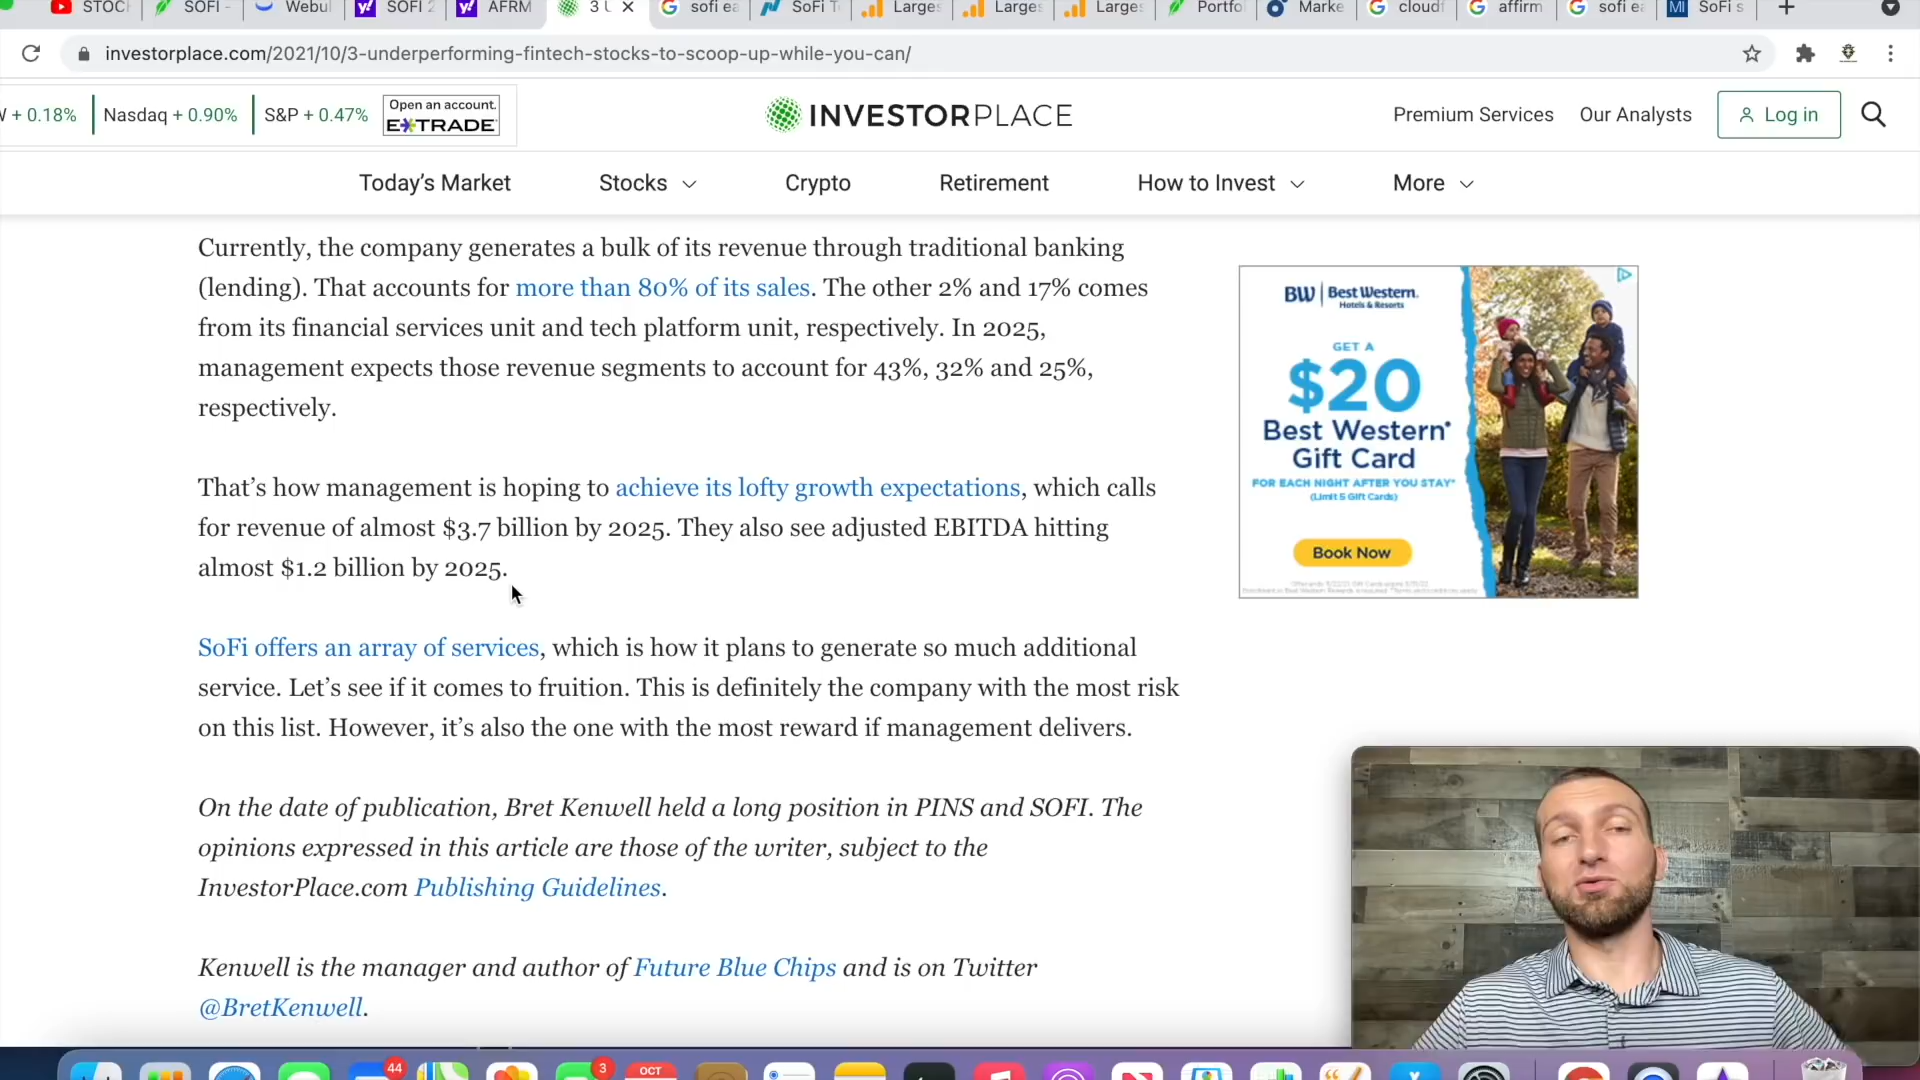 STOC
SOFI -
Webul
SOFI 2
AFRM
3 U
sofi ea
SoFi T
Larges
Larges
Larges
Portfo
Marke
cloudf
affirm
sofi ea
SoFi s
investorplace.com/2021/10/3-underperforming-fintech-stocks-to-scoop-up-while-you-can/
+ 0.18%
Nasdaq + 0.90%
S&P + 0.47%
Open an account.
E*TRADE
INVESTORPLACE
Premium Services
Our Analysts
Log in
Today's Market
Stocks
Crypto
Retirement
How to Invest
More
Currently, the company generates a bulk of its revenue through traditional banking
(lending). That accounts for more than 80% of its sales. The other 2% and 17% comes
from its financial services unit and tech platform unit, respectively. In 2025,
management expects those revenue segments to account for 43%, 32% and 25%,
respectively.
That's how management is hoping to achieve its lofty growth expectations, which calls
for revenue of almost $3.7 billion by 2025. They also see adjusted EBITDA hitting
almost $1.2 billion by 2025.
SoFi offers an array of services, which is how it plans to generate so much additional
service. Let's see if it comes to fruition. This is definitely the company with the most risk
on this list. However, it's also the one with the most reward if management delivers.
On the date of publication, Bret Kenwell held a long position in PINS and SOFI. The
opinions expressed in this article are those of the writer, subject to the
InvestorPlace.com Publishing Guidelines.
Kenwell is the manager and author of Future Blue Chips and is on Twitter
@BretKenwell.
BW Best Western.
Hotels & Resorts
GET A
$20
Best Western*
Gift Card
FOR EACH NIGHT AFTER YOU STAY*
(Limit 5 Gift Cards)
Book Now
44
3
OCT